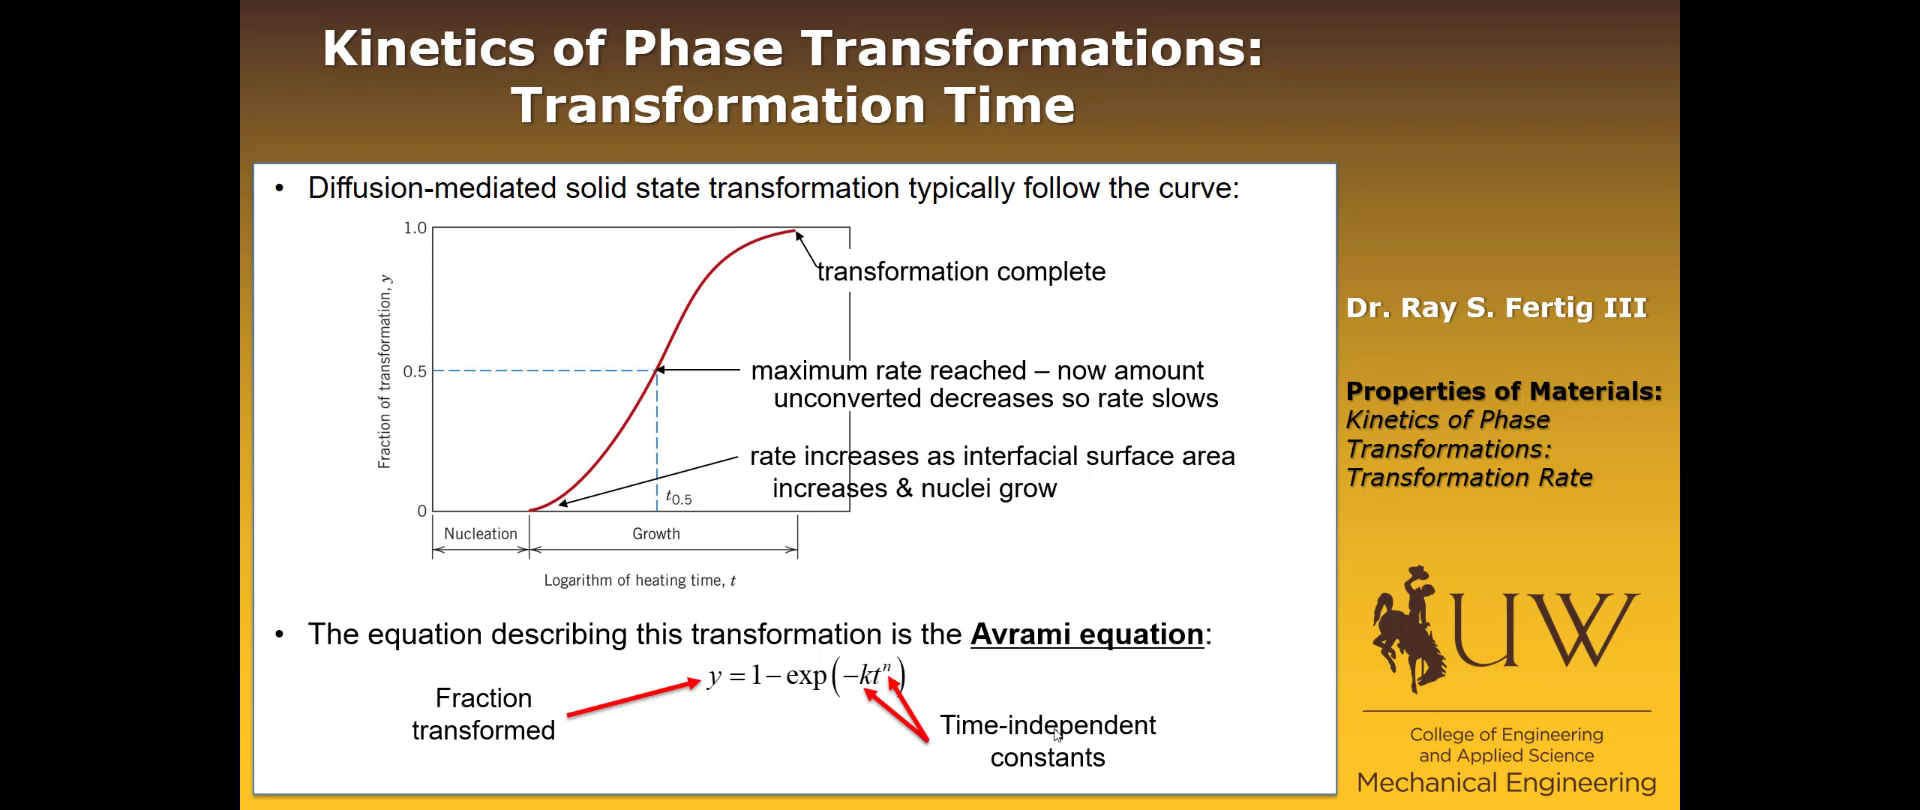 Kinetics of Phase Transformations:
Transformation Time
• Diffusion-mediated solid state transformation typically follow the curve:
1.0
transformation complete
Fraction of transformation, y
0.5
maximum rate reached – now amount
unconverted decreases so rate slows
rate increases as interfacial surface area
increases & nuclei grow
t0.5
0
Nucleation
Growth
Logarithm of heating time, t
• The equation describing this transformation is the Avrami equation:
y = 1 − exp(−ktⁿ)
Fraction
transformed
Time-independent
constants
Dr. Ray S. Fertig III
Properties of Materials:
Kinetics of Phase
Transformations:
Transformation Rate
UW
College of Engineering
and Applied Science
Mechanical Engineering